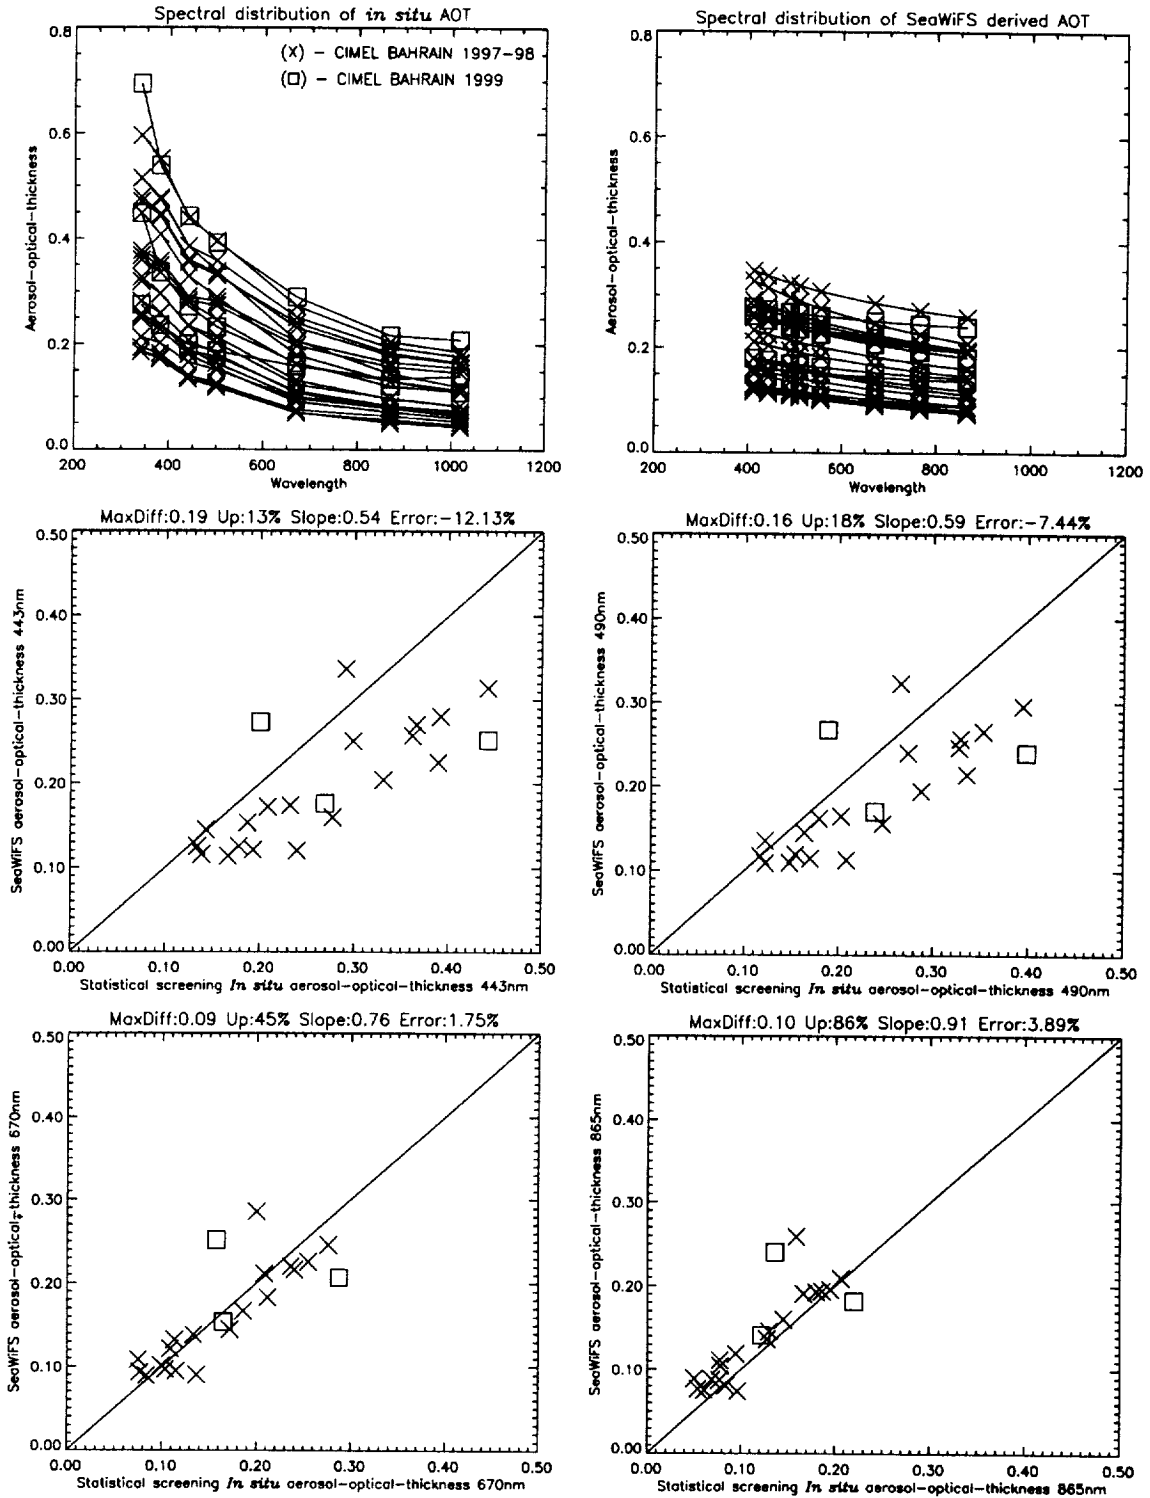 Spectral distribution of in situ AOT
(X) - CIMEL BAHRAIN 1997-98
(□) - CIMEL BAHRAIN 1999
Aerosol-optical-thickness
0.8
0.6
0.4
0.2
0.0
200 400 600 800 1000 1200
Wavelength
Spectral distribution of SeaWiFS derived AOT
Aerosol-optical-thickness
0.8
0.6
0.4
0.2
0.0
200 400 600 800 1000 1200
Wavelength
MaxDiff:0.19 Up:13% Slope:0.54 Error:-12.13%
SeaWiFS aerosol-optical-thickness 443nm
0.50
0.40
0.30
0.20
0.10
0.00
0.00 0.10 0.20 0.30 0.40 0.50
Statistical screening In situ aerosol-optical-thickness 443nm
MaxDiff:0.16 Up:18% Slope:0.59 Error:-7.44%
SeaWiFS aerosol-optical-thickness 490nm
0.50
0.40
0.30
0.20
0.10
0.00
0.00 0.10 0.20 0.30 0.40 0.50
Statistical screening In situ aerosol-optical-thickness 490nm
MaxDiff:0.09 Up:45% Slope:0.76 Error:1.75%
SeaWiFS aerosol-optical-thickness 670nm
0.50
0.40
0.30
0.20
0.10
0.00
0.00 0.10 0.20 0.30 0.40 0.50
Statistical screening In situ aerosol-optical-thickness 670nm
MaxDiff:0.10 Up:86% Slope:0.91 Error:3.89%
SeaWiFS aerosol-optical-thickness 865nm
0.50
0.40
0.30
0.20
0.10
0.00
0.00 0.10 0.20 0.30 0.40 0.50
Statistical screening In situ aerosol-optical-thickness 865nm